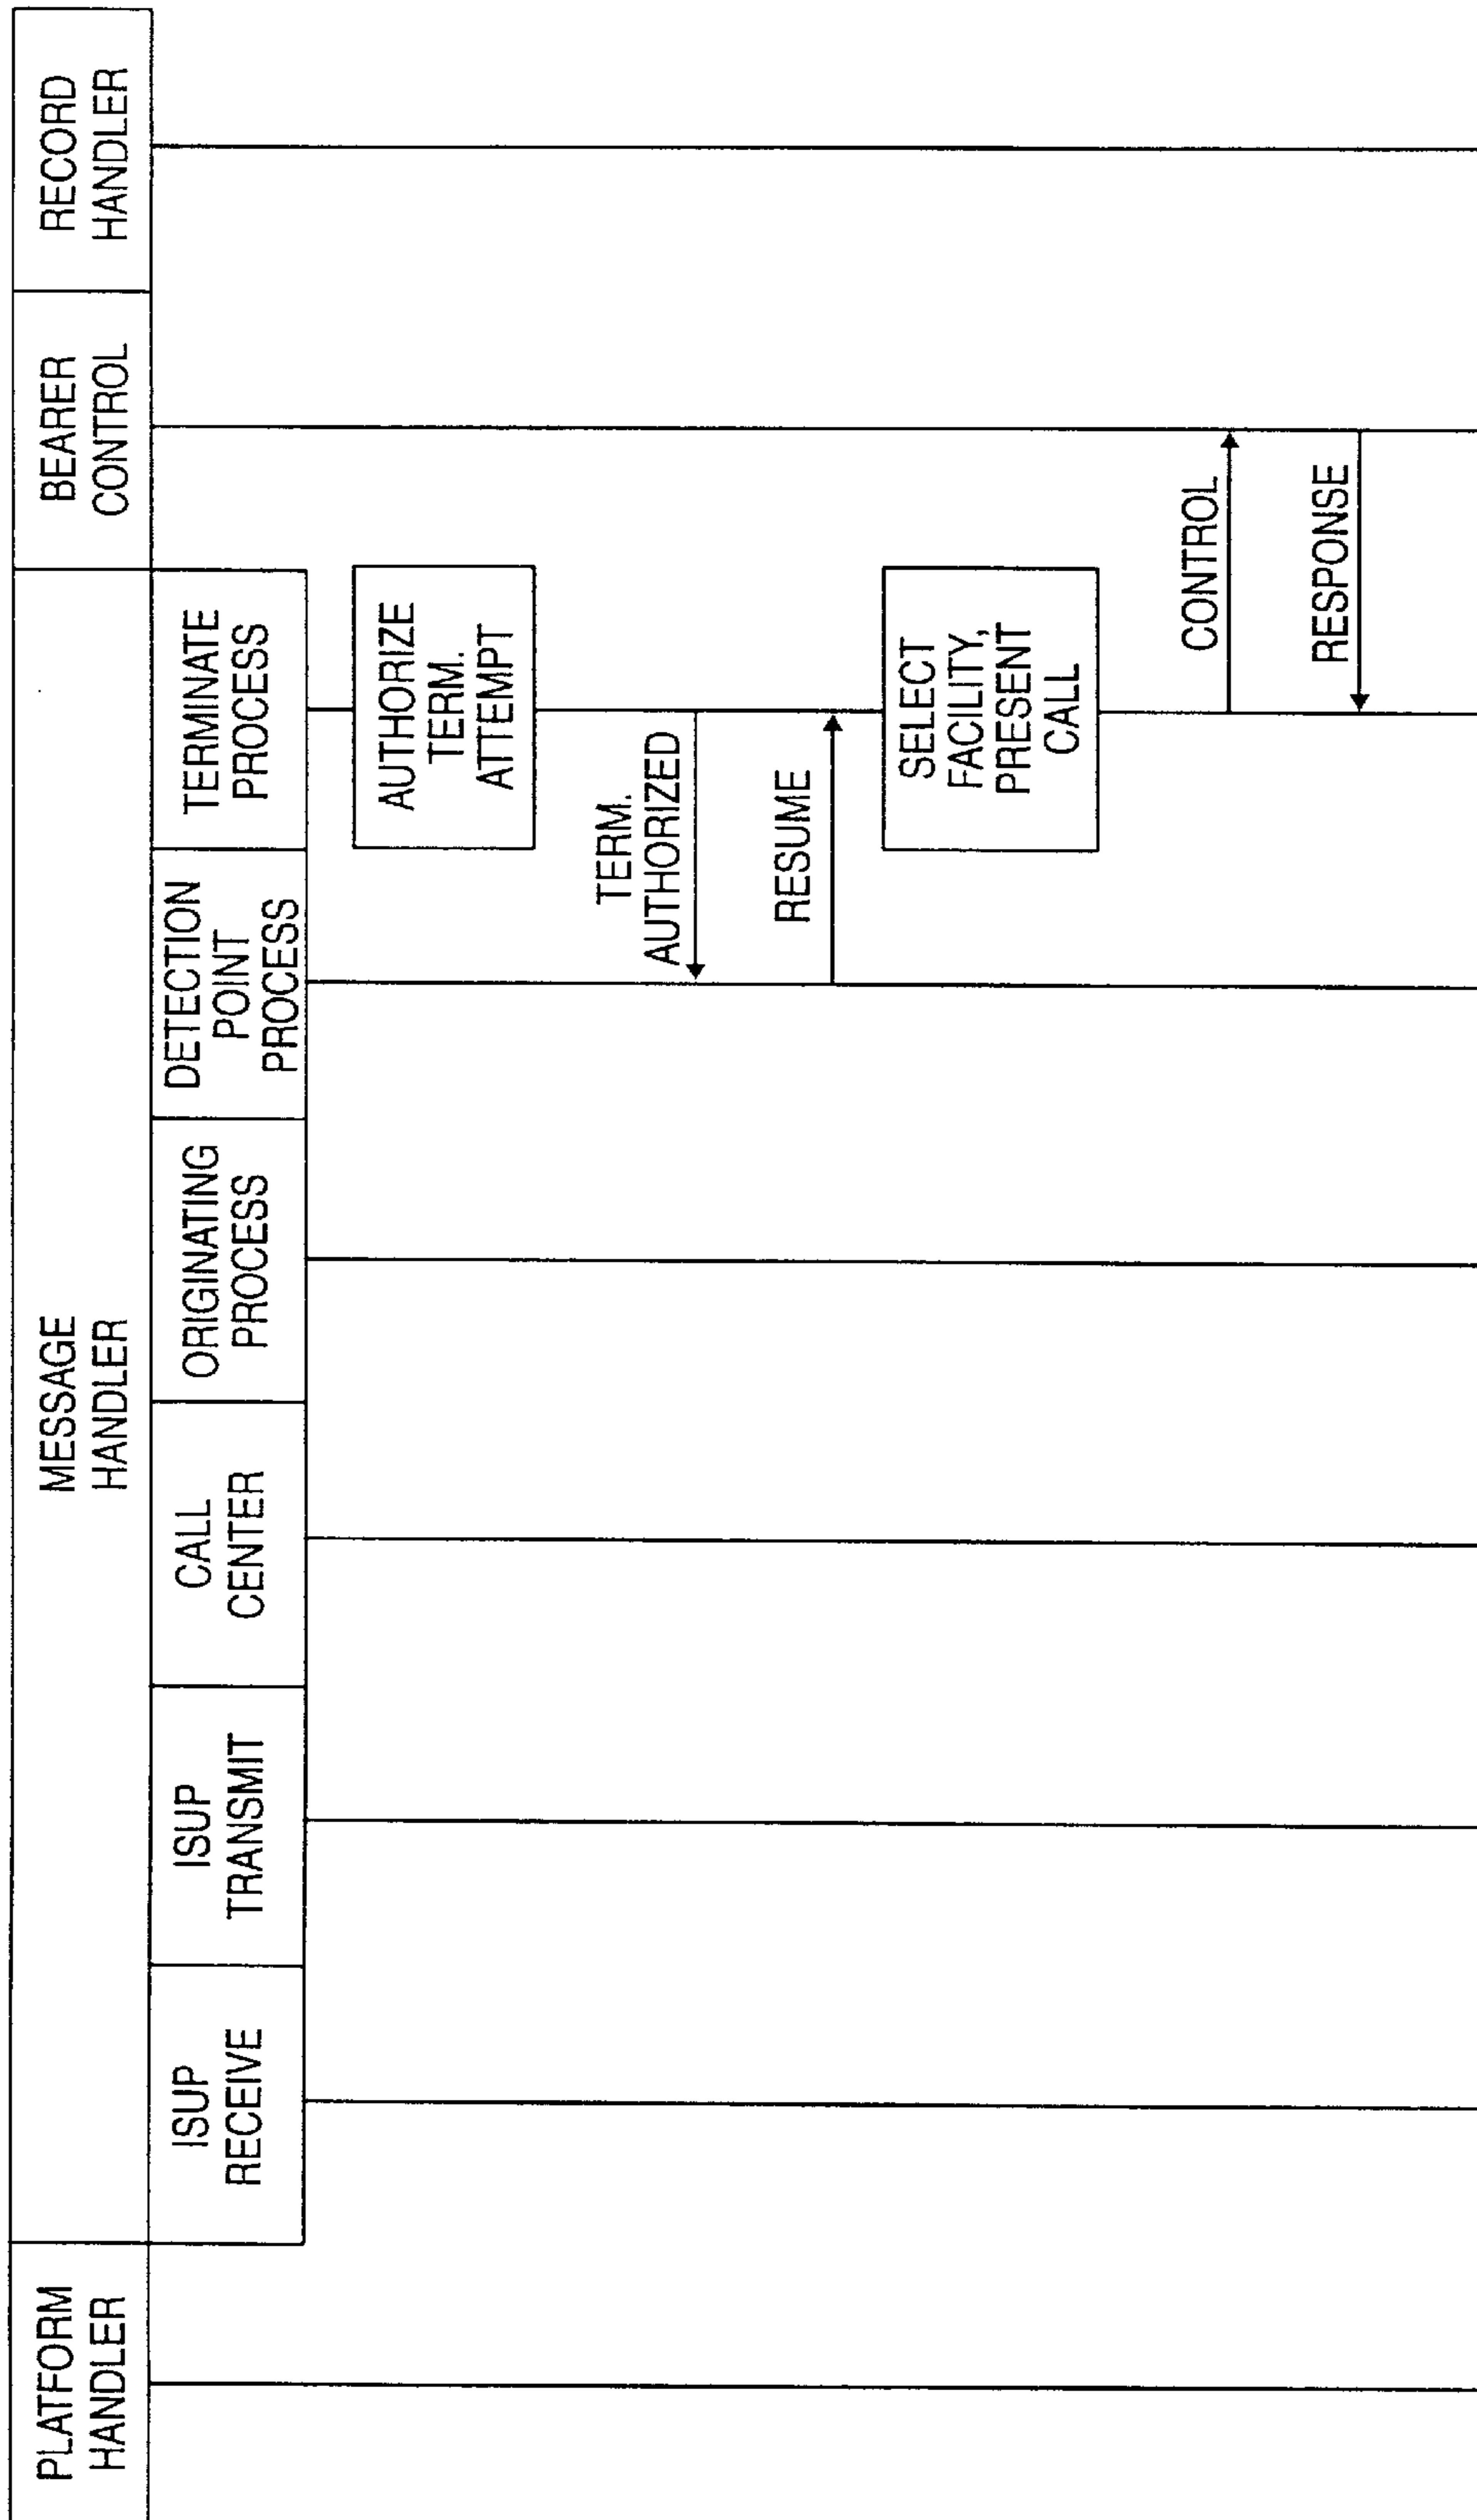 PLATFORM
HANDLER
MESSAGE
HANDLER
BEARER
CONTROL
RECORD
HANDLER
ISUP
RECEIVE
ISUP
TRANSMIT
CALL
CENTER
ORIGINATING
PROCESS
DETECTION
POINT
PROCESS
TERMINATE
PROCESS
AUTHORIZE
TERM.
ATTEMPT
TERM.
AUTHORIZED
RESUME
SELECT
FACILITY,
PRESENT
CALL
CONTROL
RESPONSE